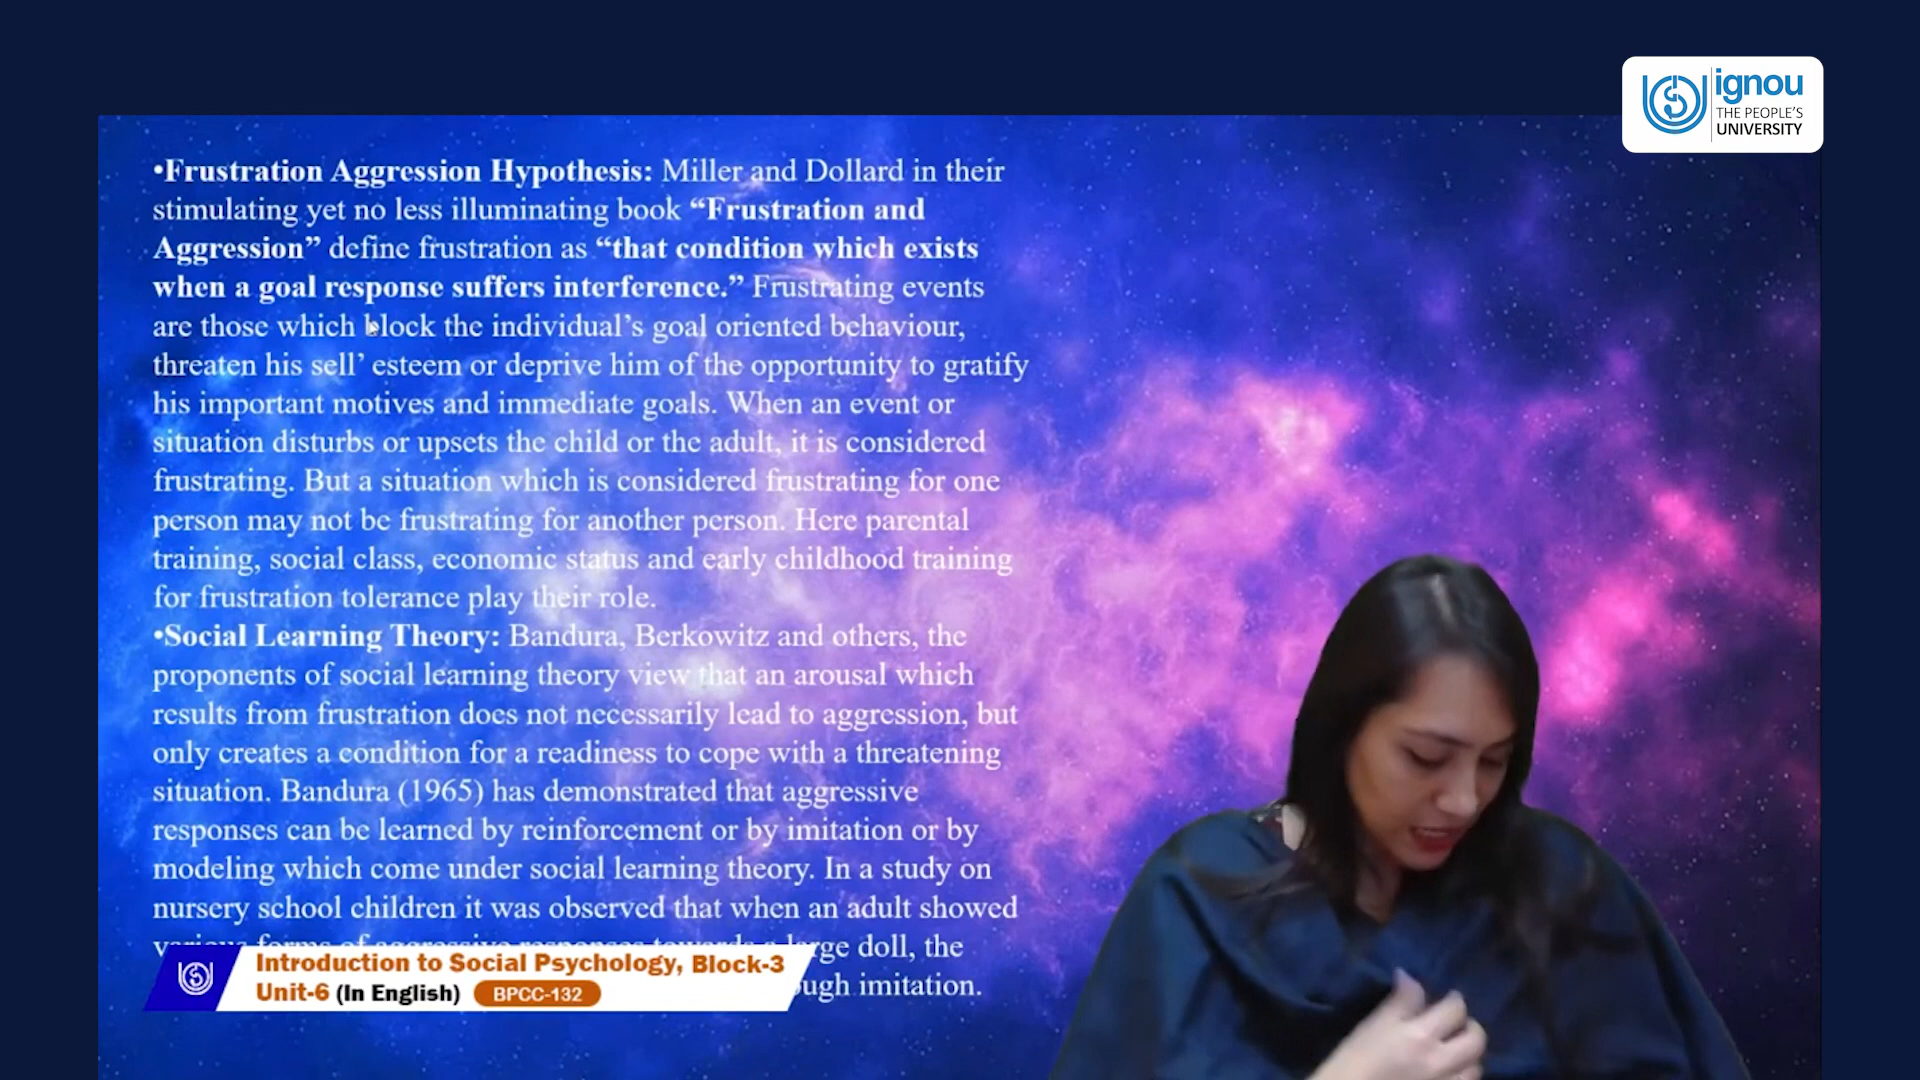 ignou
THE PEOPLE'S
UNIVERSITY
•Frustration Aggression Hypothesis: Miller and Dollard in their
stimulating yet no less illuminating book “Frustration and
Aggression” define frustration as “that condition which exists
when a goal response suffers interference.” Frustrating events
are those which block the individual’s goal oriented behaviour,
threaten his sell’ esteem or deprive him of the opportunity to gratify
his important motives and immediate goals. When an event or
situation disturbs or upsets the child or the adult, it is considered
frustrating. But a situation which is considered frustrating for one
person may not be frustrating for another person. Here parental
training, social class, economic status and early childhood training
for frustration tolerance play their role.
•Social Learning Theory: Bandura, Berkowitz and others, the
proponents of social learning theory view that an arousal which
results from frustration does not necessarily lead to aggression, but
only creates a condition for a readiness to cope with a threatening
situation. Bandura (1965) has demonstrated that aggressive
responses can be learned by reinforcement or by imitation or by
modeling which come under social learning theory. In a study on
nursery school children it was observed that when an adult showed
doll, the
imitation.
Introduction to Social Psychology, Block-3
Unit-6 (In English) BPCC-132